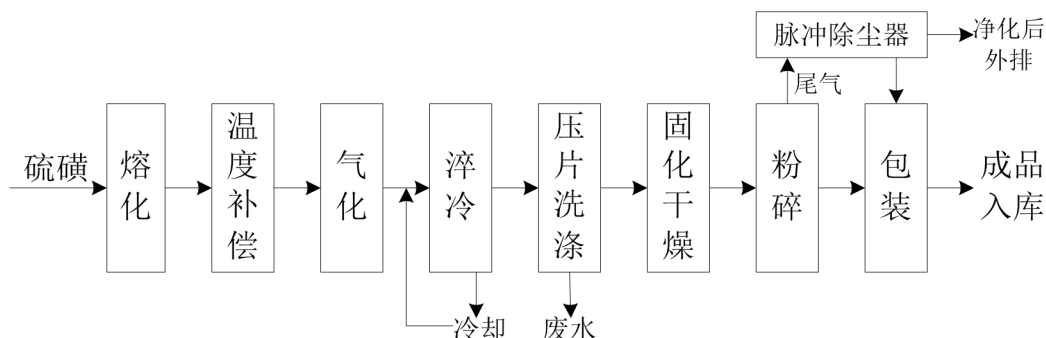 脉冲除尘器
净化后
外排
尾气
硫磺
熔化
温度补偿
气化
淬冷
压片洗涤
固化干燥
粉碎
包装
成品
入库
冷却
废水